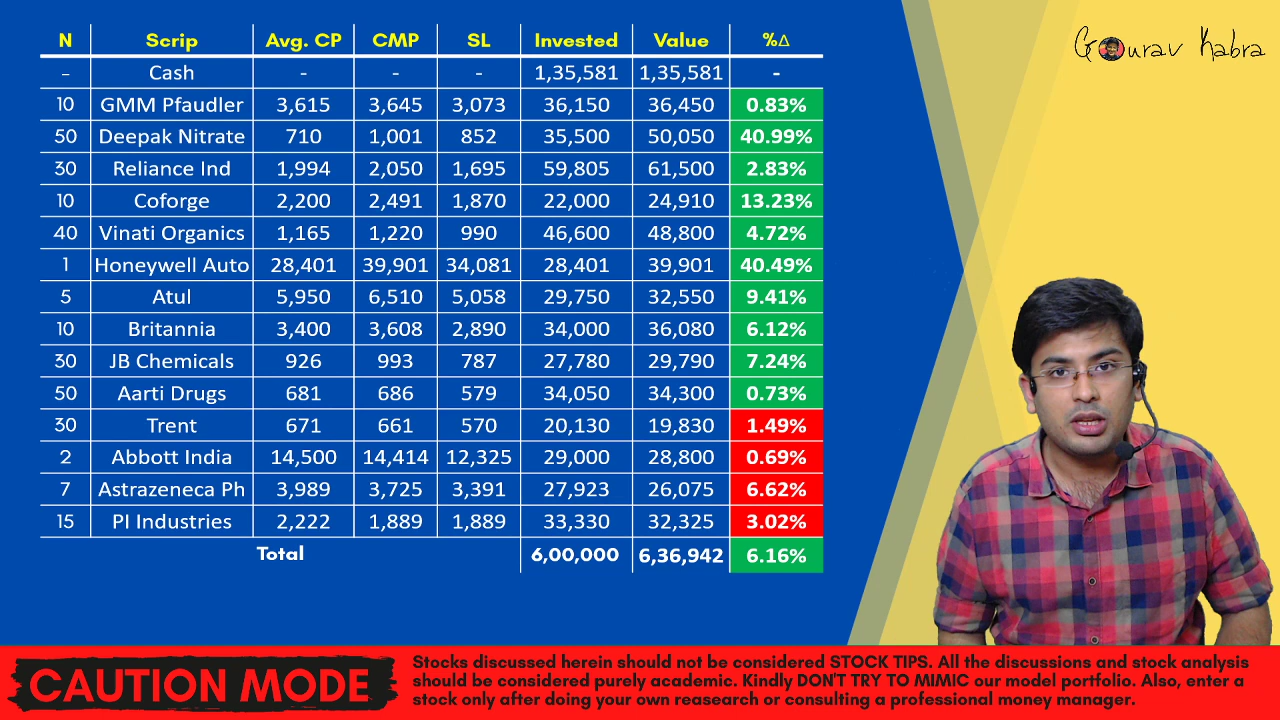 Gourav Kabra
N Scrip Avg. CP CMP SL Invested Value %Δ
– Cash - - - 1,35,581 1,35,581 -
10 GMM Pfaudler 3,615 3,645 3,073 36,150 36,450 0.83%
50 Deepak Nitrate 710 1,001 852 35,500 50,050 40.99%
30 Reliance Ind 1,994 2,050 1,695 59,805 61,500 2.83%
10 Coforge 2,200 2,491 1,870 22,000 24,910 13.23%
40 Vinati Organics 1,165 1,220 990 46,600 48,800 4.72%
1 Honeywell Auto 28,401 39,901 34,081 28,401 39,901 40.49%
5 Atul 5,950 6,510 5,058 29,750 32,550 9.41%
10 Britannia 3,400 3,608 2,890 34,000 36,080 6.12%
30 JB Chemicals 926 993 787 27,780 29,790 7.24%
50 Aarti Drugs 681 686 579 34,050 34,300 0.73%
30 Trent 671 661 570 20,130 19,830 1.49%
2 Abbott India 14,500 14,414 12,325 29,000 28,800 0.69%
7 Astrazeneca Ph 3,989 3,725 3,391 27,923 26,075 6.62%
15 PI Industries 2,222 1,889 1,889 33,330 32,325 3.02%
Total 6,00,000 6,36,942 6.16%
CAUTION MODE
Stocks discussed herein should not be considered STOCK TIPS. All the discussions and stock analysis
should be considered purely academic. Kindly DON'T TRY TO MIMIC our model portfolio. Also, enter a
stock only after doing your own reasearch or consulting a professional money manager.